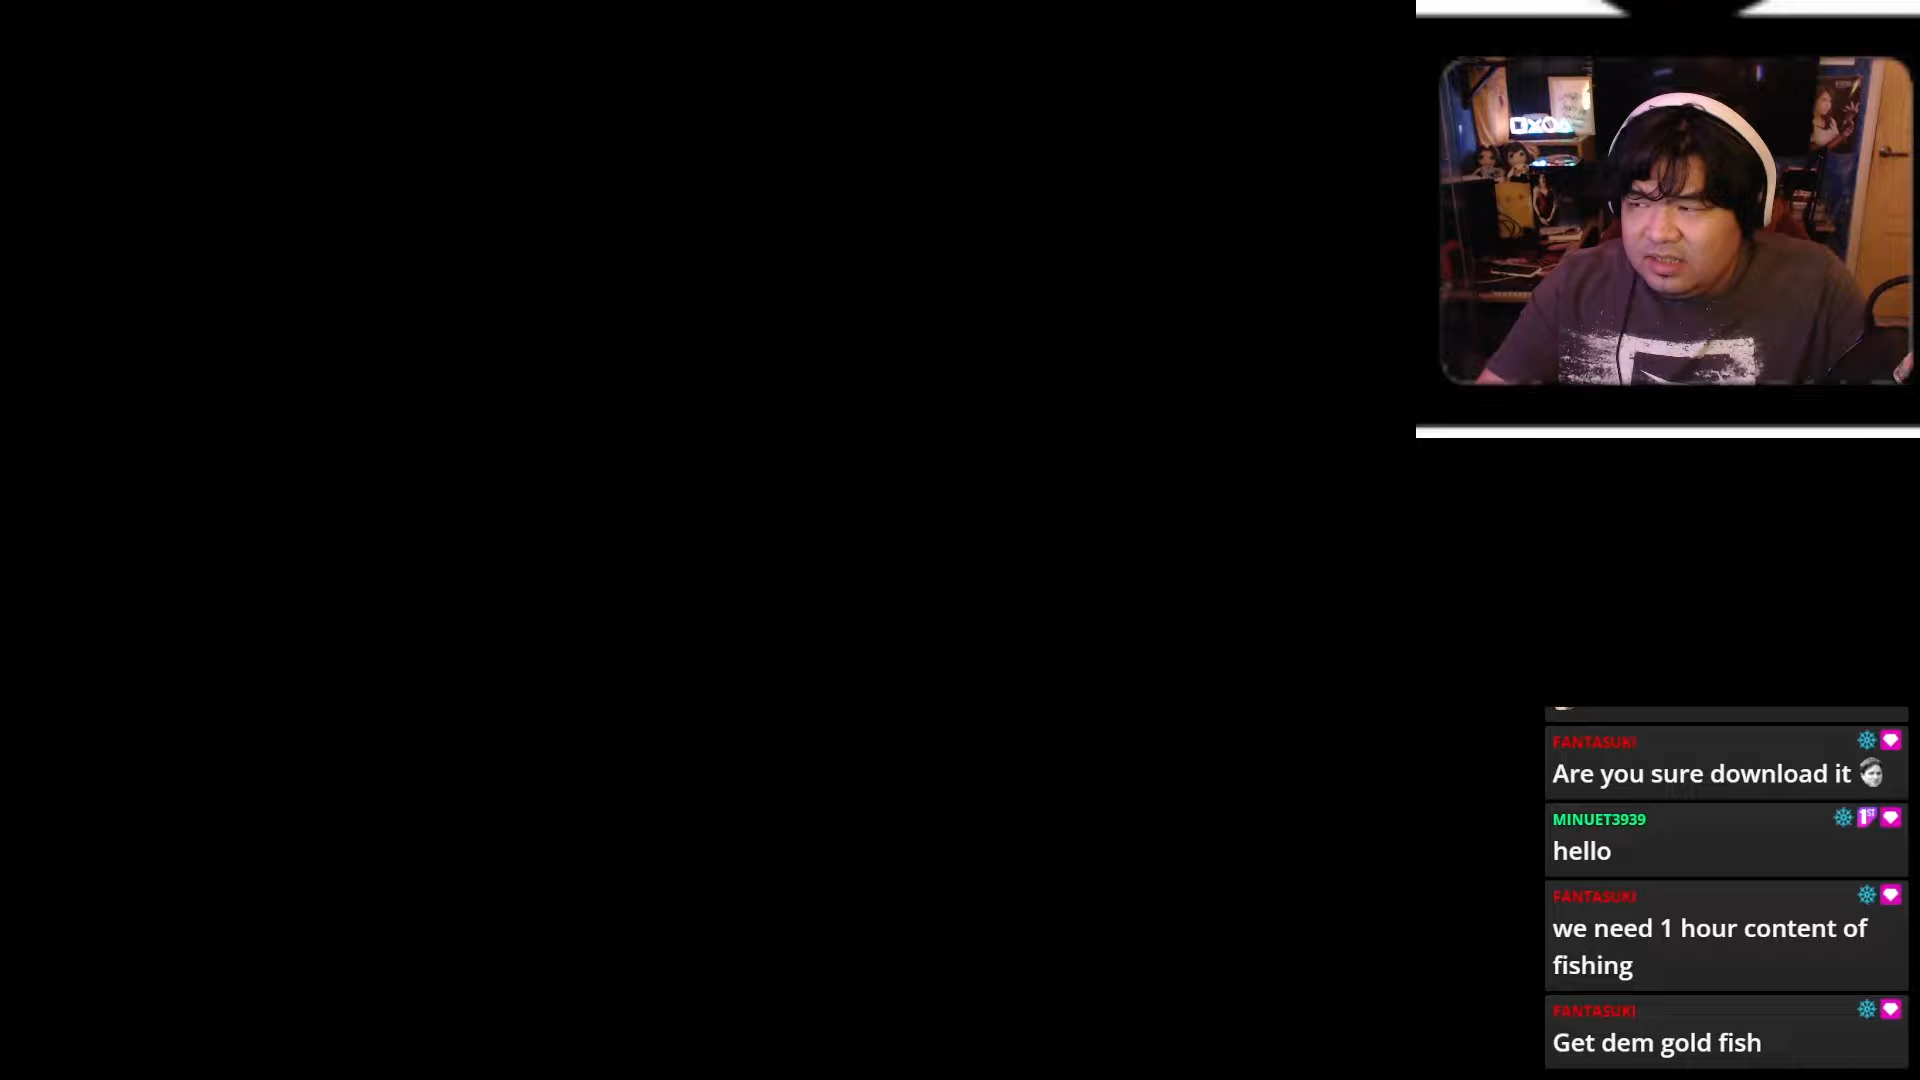 FANTASUKI
Are you sure download it
MINUET3939
1ST
hello
FANTASUKI
we need 1 hour content of
fishing
FANTASUKI
Get dem gold fish